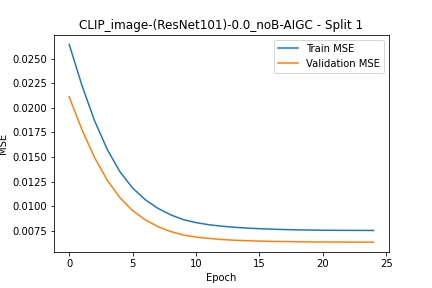 CLIP_image-(ResNet101)-0.0_noB-AIGC - Split 1
Train MSE
Validation MSE
0.0250
0.0225
0.0200
0.0175
0.0150
0.0125
0.0100
0.0075
MSE
0 5 10 15 20 25
Epoch